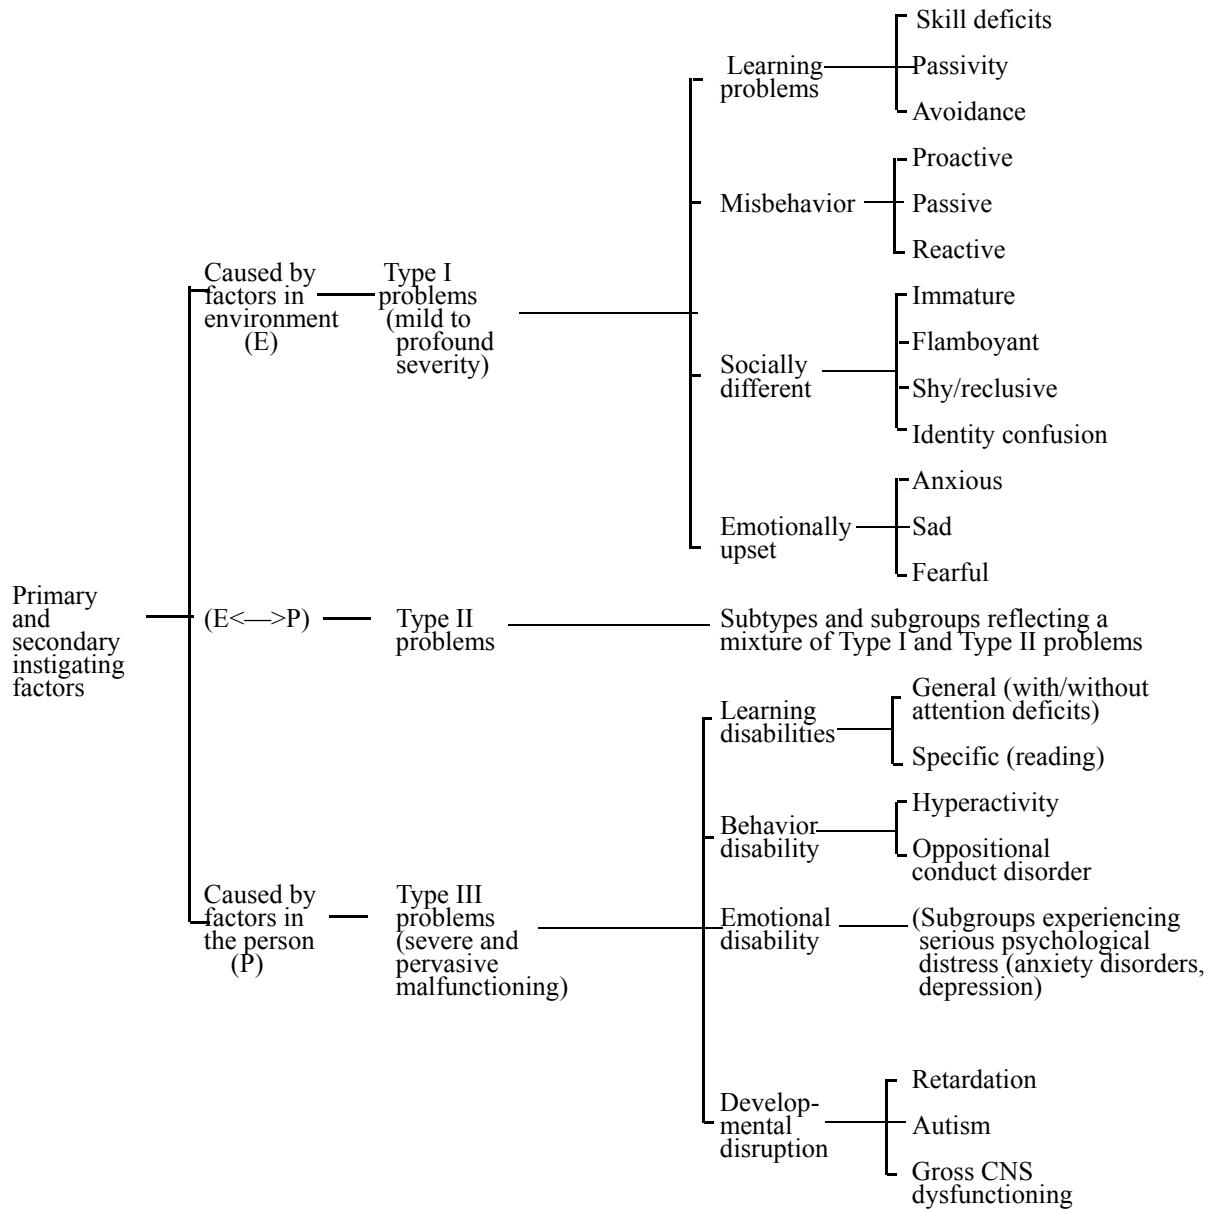 Skill deficits
Learning
problems
Passivity
Avoidance
Proactive
Misbehavior
Passive
Reactive
Caused by
factors in
environment
(E)
Type I
problems
(mild to
profound
severity)
Immature
Flamboyant
Socially
different
Shy/reclusive
Identity confusion
Anxious
Emotionally
upset
Sad
Fearful
Primary
and
secondary
instigating
factors
(E<—>P)
Type II
problems
Subtypes and subgroups reflecting a
mixture of Type I and Type II problems
Learning
disabilities
General (with/without
attention deficits)
Specific (reading)
Behavior
disability
Hyperactivity
Oppositional
conduct disorder
Caused by
factors in
the person
(P)
Type III
problems
(severe and
pervasive
malfunctioning)
Emotional
disability
(Subgroups experiencing
serious psychological
distress (anxiety disorders,
depression)
Develop-
mental
disruption
Retardation
Autism
Gross CNS
dysfunctioning